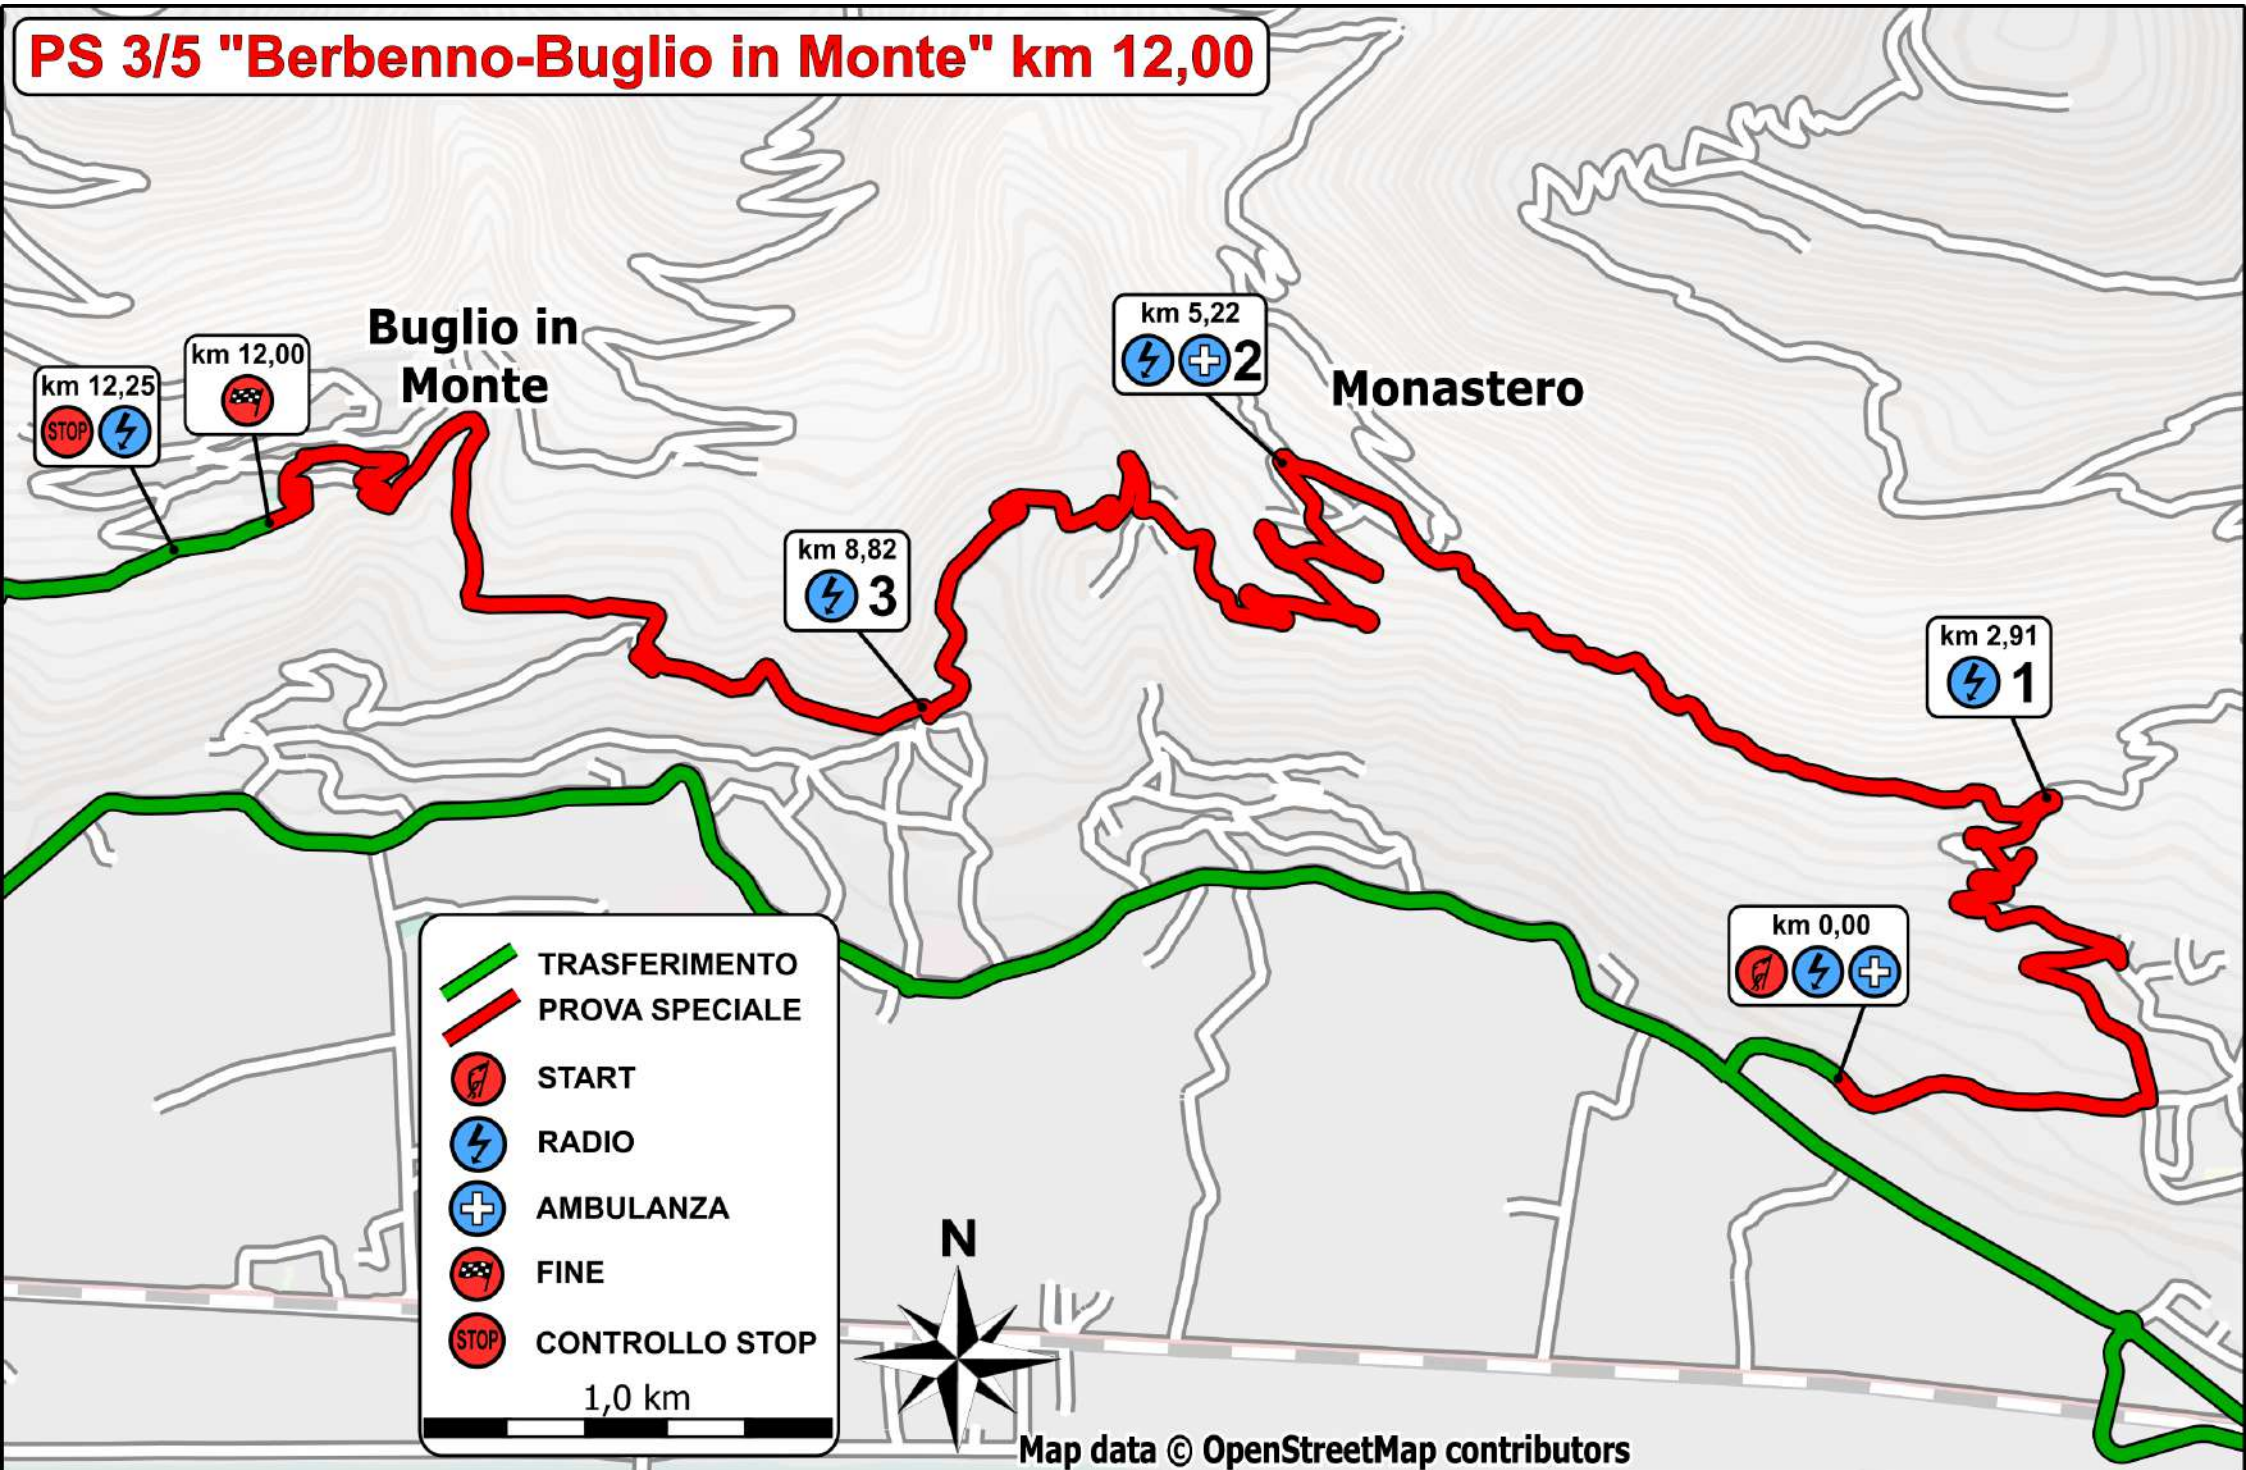 PS 3/5 "Berbenno-Buglio in Monte" km 12,00
Buglio in
Monte
km 12,00
km 12,25
STOP
km 5,22
2
Monastero
km 8,82
3
km 2,91
1
km 0,00
TRASFERIMENTO
PROVA SPECIALE
START
RADIO
AMBULANZA
FINE
STOP CONTROLLO STOP
1,0 km
N
Map data © OpenStreetMap contributors